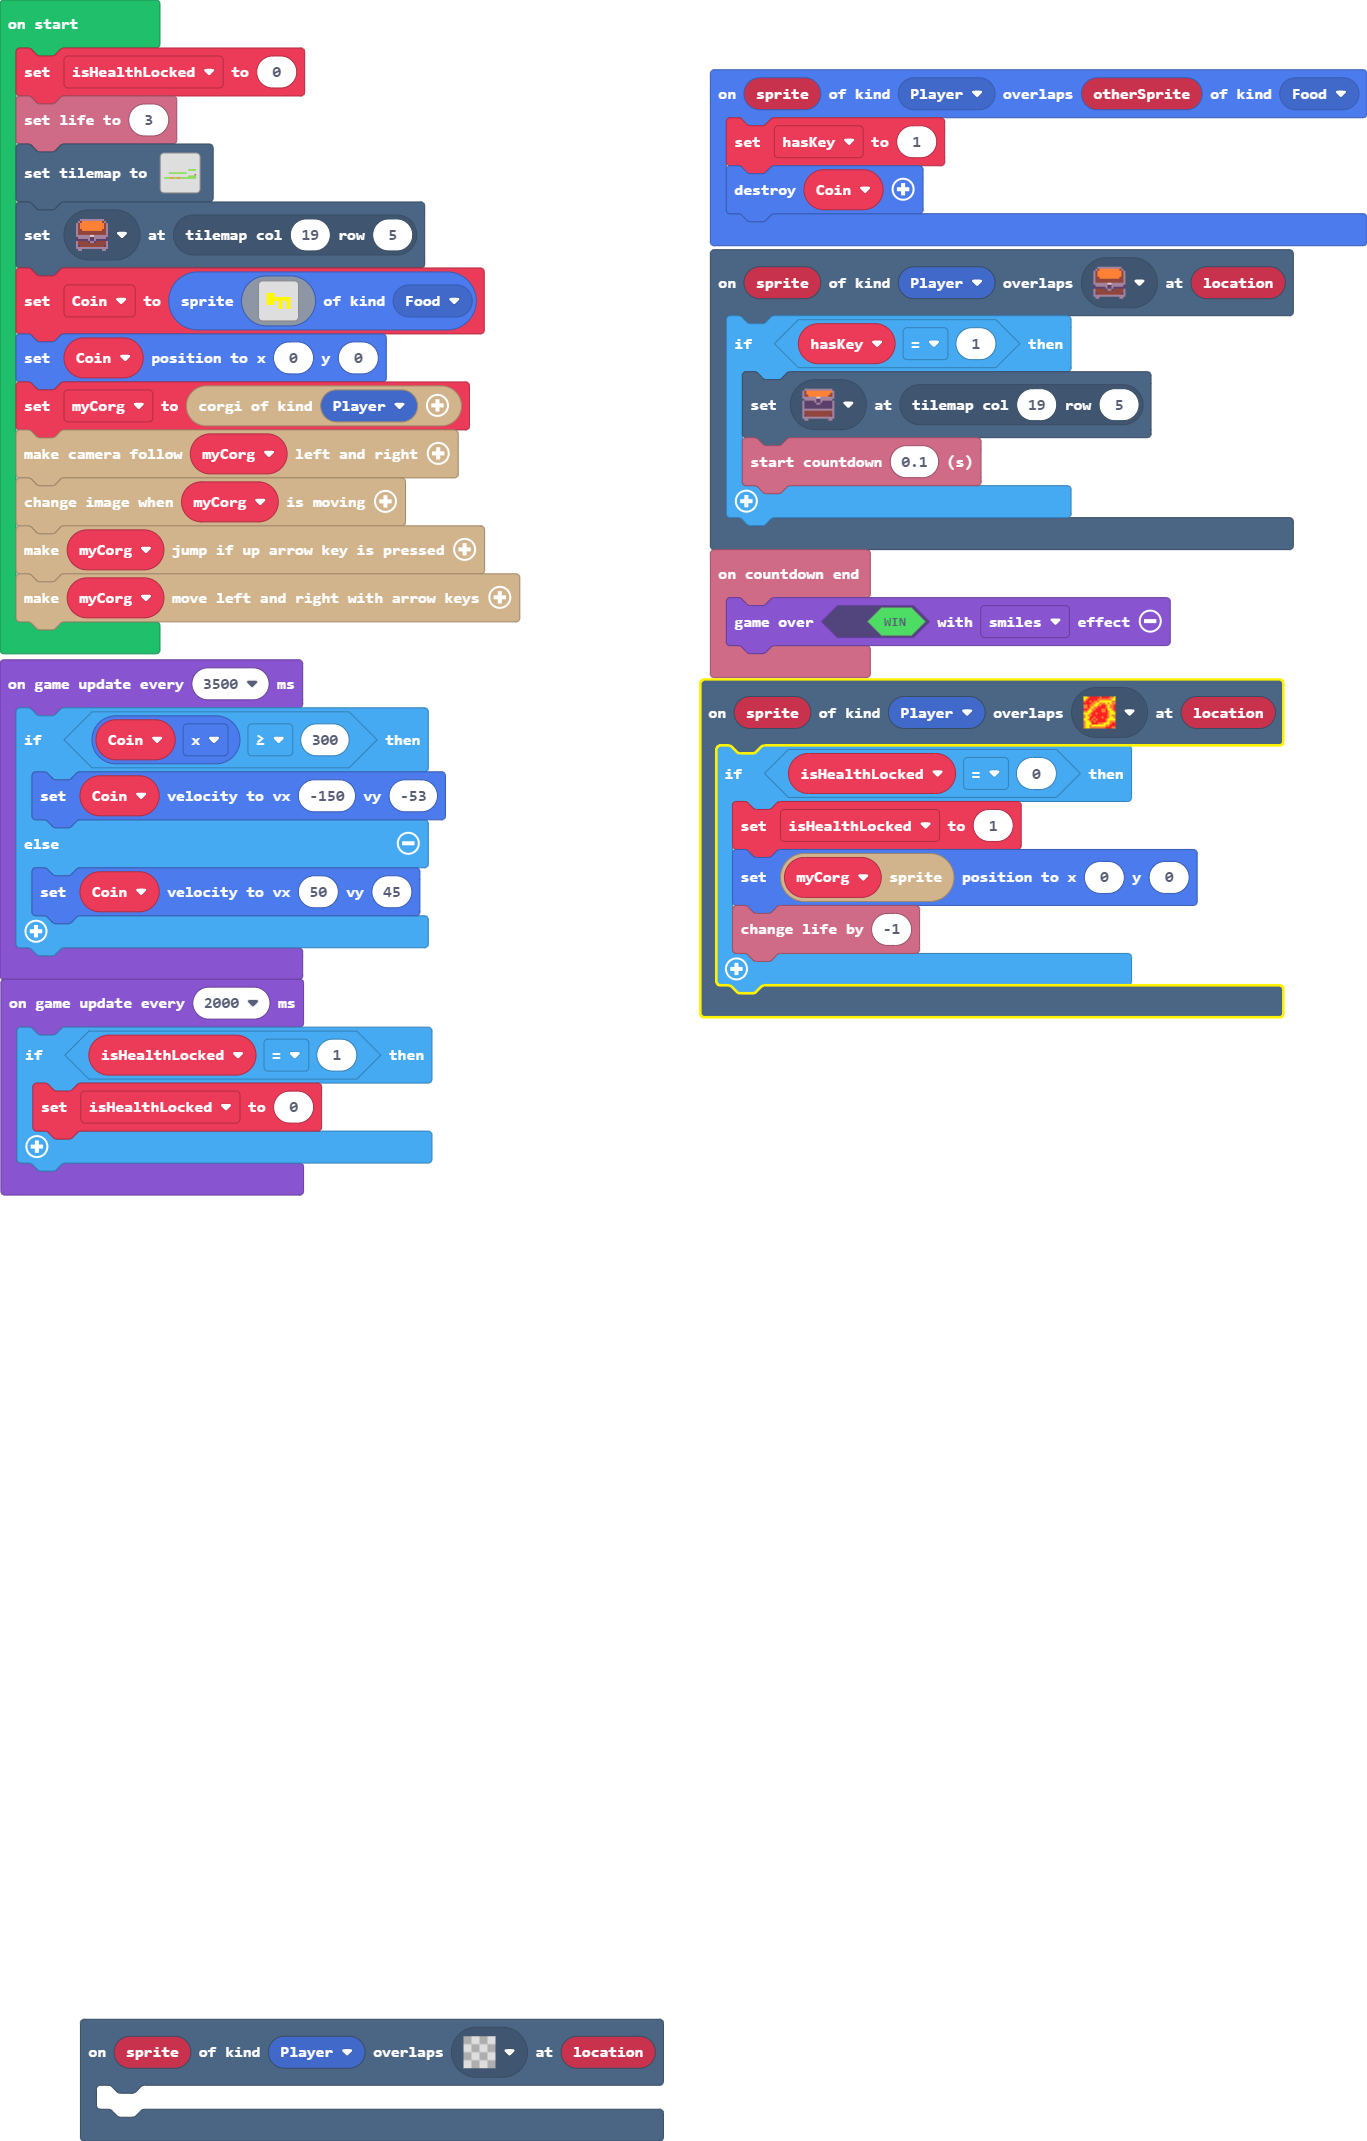 on start
set isHealthLocked to 0
set life to 3
set tilemap to
set at tilemap col 19 row 5
set Coin to sprite of kind Food
set Coin position to x 0 y 0
set myCorg to corgi of kind Player
make camera follow myCorg left and right
change image when myCorg is moving
make myCorg jump if up arrow key is pressed
make myCorg move left and right with arrow keys
on game update every 3500 ms
if Coin x ≥ 300 then
set Coin velocity to vx -150 vy -53
else
set Coin velocity to vx 50 vy 45
on game update every 2000 ms
if isHealthLocked = 1 then
set isHealthLocked to 0
on sprite of kind Player overlaps otherSprite of kind Food
set hasKey to 1
destroy Coin
on sprite of kind Player overlaps at location
if hasKey = 1 then
set at tilemap col 19 row 5
start countdown 0.1 (s)
on countdown end
game over WIN with smiles effect
on sprite of kind Player overlaps at location
if isHealthLocked = 0 then
set isHealthLocked to 1
set myCorg sprite position to x 0 y 0
change life by -1
on sprite of kind Player overlaps at location